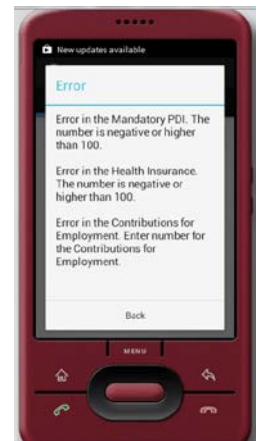 New updates available
Error
Error in the Mandatory PDI. The
number is negative or higher
than 100.
Error in the Health Insurance.
The number is negative or
higher than 100.
Error in the Contributions for
Employment. Enter number for
the Contributions for
Employment.
Back
MENU